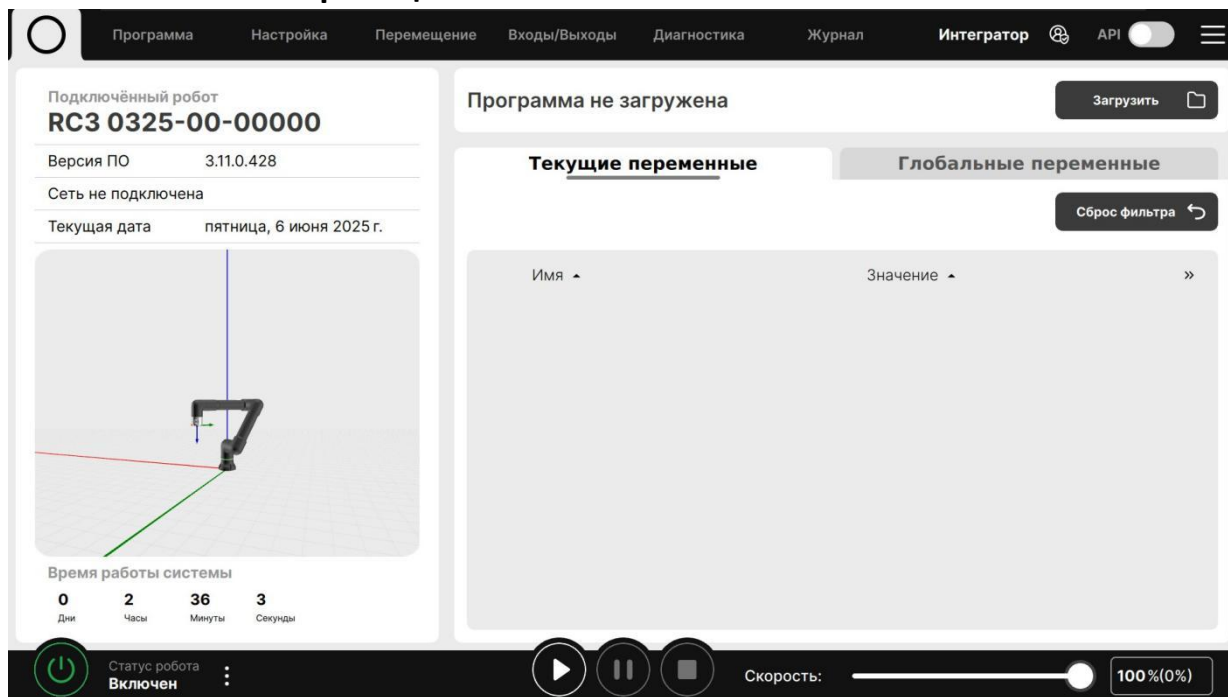 Программа Настройка Перемещение Входы/Выходы Диагностика Журнал Интегратор API
Подключённый робот
RC3 0325-00-00000
Версия ПО 3.11.0.428
Сеть не подключена
Текущая дата пятница, 6 июня 2025 г.
Время работы системы
0 2 36 3
Дни Часы Минуты Секунды
Программа не загружена Загрузить
Текущие переменные Глобальные переменные
Сброс фильтра
Имя Значение »
Статус робота
Включен
Скорость: 100%(0%)